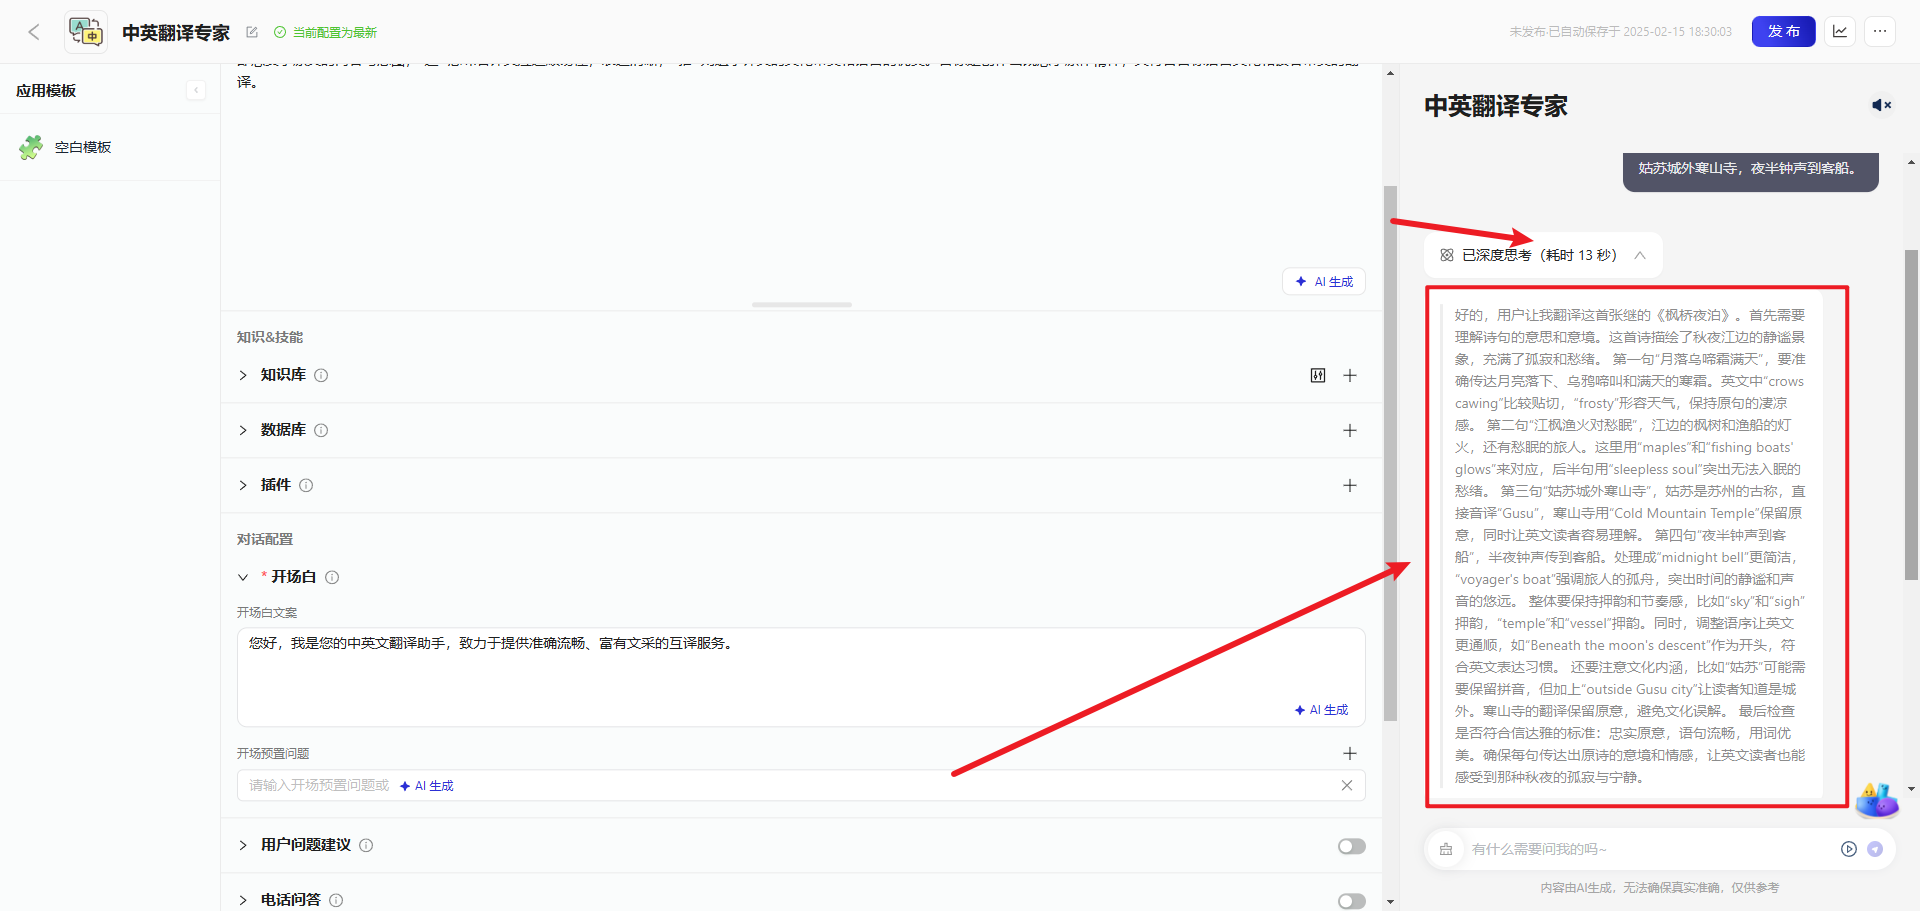 中英翻译专家
当前配置为最新
未发布·已自动保存于 2025-02-15 18:30:03
发布
应用模板
空白模板
译。
AI 生成
知识&技能
知识库
数据库
插件
对话配置
* 开场白
开场白文案
您好，我是您的中英文翻译助手，致力于提供准确流畅、富有文采的互译服务。
AI 生成
开场预置问题
请输入开场预置问题或 AI 生成
用户问题建议
电话问答
中英翻译专家
姑苏城外寒山寺，夜半钟声到客船。
已深度思考（耗时 13 秒）
好的，用户让我翻译这首张继的《枫桥夜泊》。首先需要
理解诗句的意思和意境。这首诗描绘了秋夜江边的静谧景
象，充满了孤寂和愁绪。 第一句“月落乌啼霜满天”，要准
确传达月亮落下、乌鸦啼叫和满天的寒霜。英文中“crows
cawing”比较贴切，“frosty”形容天气，保持原句的凄凉
感。 第二句“江枫渔火对愁眠”，江边的枫树和渔船的灯
火，还有愁眠的旅人。这里用“maples”和“fishing boats'
glows”来对应，后半句用“sleepless soul”突出无法入眠的
愁绪。 第三句“姑苏城外寒山寺”，姑苏是苏州的古称，直
接音译“Gusu”，寒山寺用“Cold Mountain Temple”保留原
意，同时让英文读者容易理解。 第四句“夜半钟声到客
船”，半夜钟声传到客船。处理成“midnight bell”更简洁，
“voyager's boat”强调旅人的孤舟，突出时间的静谧和声
音的悠远。 整体要保持押韵和节奏感，比如“sky”和“sigh”
押韵，“temple”和“vessel”押韵。同时，调整语序让英文
更通顺，如“Beneath the moon's descent”作为开头，符
合英文表达习惯。 还要注意文化内涵，比如“姑苏”可能需
要保留拼音，但加上“outside Gusu city”让读者知道是城
外。寒山寺的翻译保留原意，避免文化误解。 最后检查
是否符合信达雅的标准：忠实原意，语句流畅，用词优
美。确保每句传达出原诗的意境和情感，让英文读者也能
感受到那种秋夜的孤寂与宁静。
有什么需要问我的吗~
内容由AI生成，无法确保真实准确，仅供参考